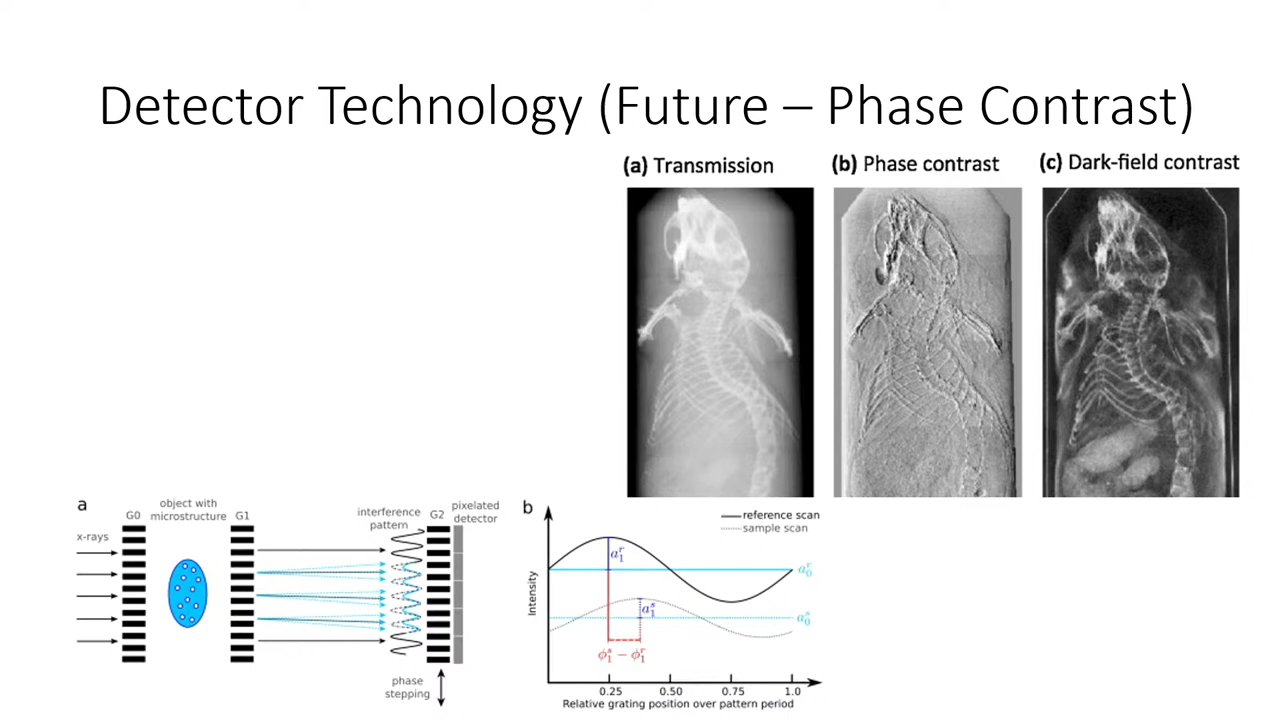 Detector Technology (Future – Phase Contrast)
(a) Transmission
(b) Phase contrast
(c) Dark-field contrast
a
object with
microstructure
G0
G1
x-rays
interference
pattern
G2
pixelated
detector
phase
stepping
b
reference scan
sample scan
Intensity
a₁ʳ
a₀ʳ
a₁ˢ
a₀ˢ
ϕ₁ˢ − ϕ₁ʳ
0.25 0.50 0.75 1.0
Relative grating position over pattern period